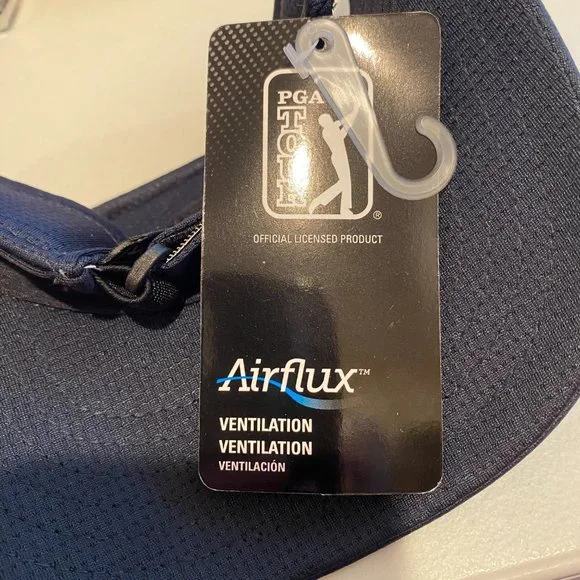 PGA
TOUR
®
OFFICIAL LICENSED PRODUCT
Airflux™
VENTILATION
VENTILATION
VENTILACIÓN